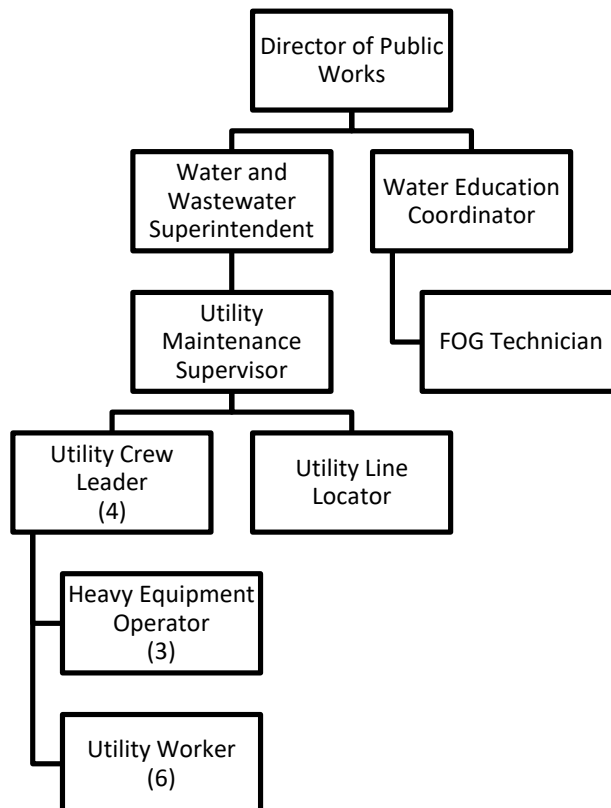 Director of Public
Works
Water and
Wastewater
Superintendent
Water Education
Coordinator
Utility
Maintenance
Supervisor
FOG Technician
Utility Crew
Leader
(4)
Utility Line
Locator
Heavy Equipment
Operator
(3)
Utility Worker
(6)